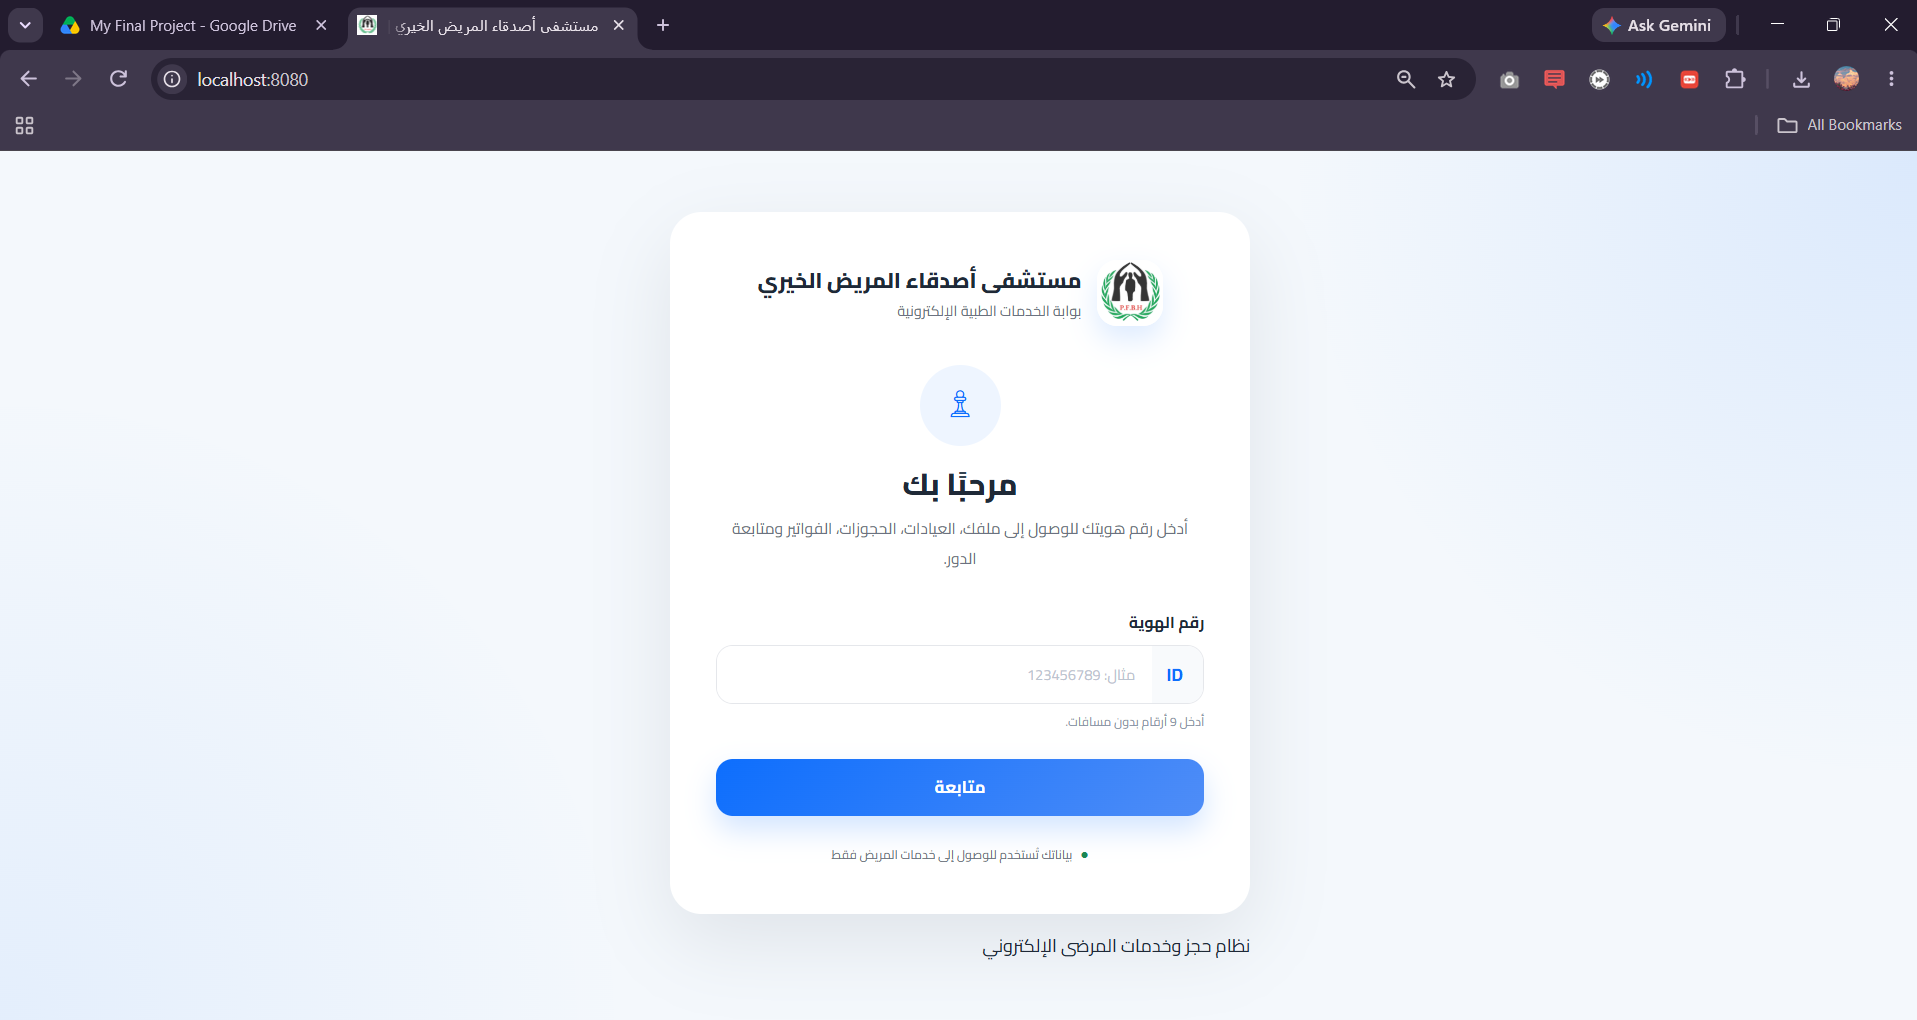 My Final Project - Google Drive
مستشفى أصدقاء المريض الخيري
Ask Gemini
localhost:8080
All Bookmarks
مستشفى أصدقاء المريض الخيري
بوابة الخدمات الطبية الإلكترونية
P.F.B.H
مرحبًا بك
أدخل رقم هويتك للوصول إلى ملفك، العيادات، الحجوزات، الفواتير ومتابعة
الدور.
رقم الهوية
ID
مثال: 123456789
أدخل 9 أرقام بدون مسافات.
متابعة
بياناتك تُستخدم للوصول إلى خدمات المريض فقط
نظام حجز وخدمات المرضى الإلكتروني